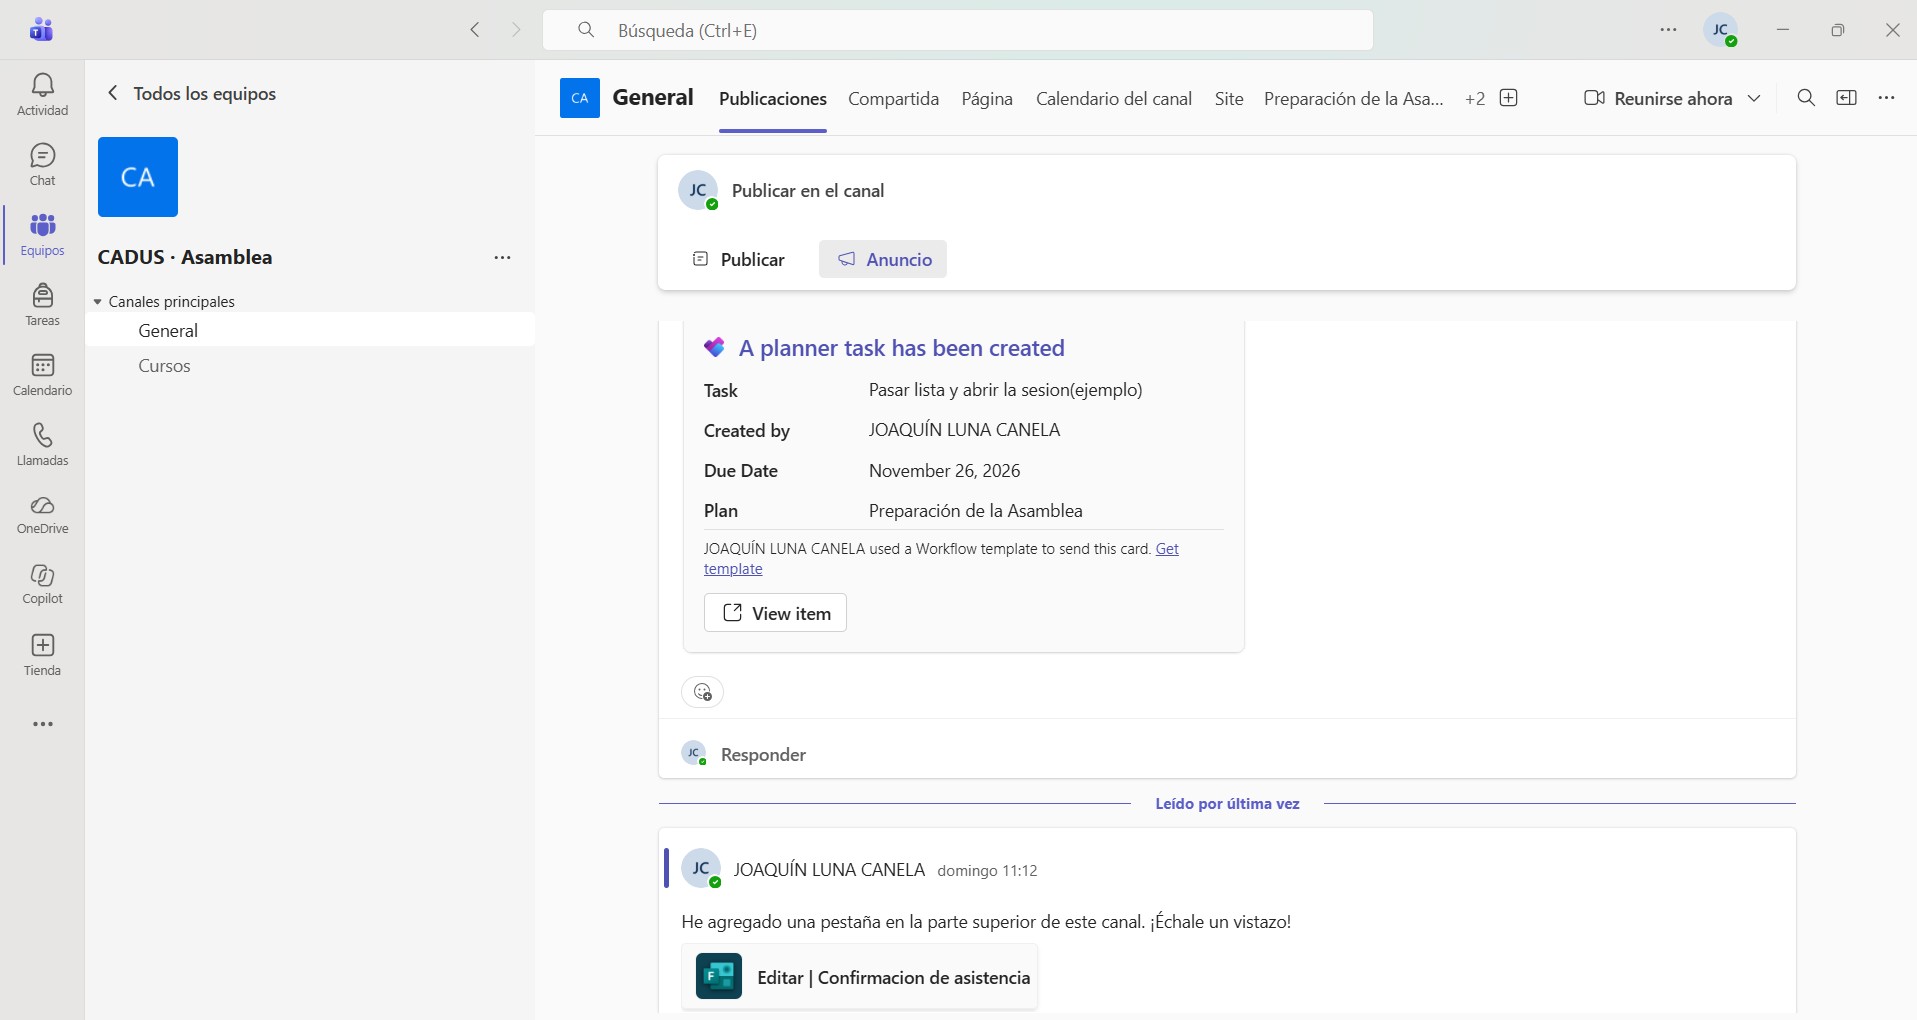 Búsqueda (Ctrl+E)
JC
Actividad
Chat
Equipos
Tareas
Calendario
Llamadas
OneDrive
Copilot
Tienda
Todos los equipos
CA
CADUS · Asamblea
Canales principales
General
Cursos
CA General Publicaciones Compartida Página Calendario del canal Site Preparación de la Asa... +2 Reunirse ahora
JC Publicar en el canal
Publicar Anuncio
A planner task has been created
Task Pasar lista y abrir la sesion(ejemplo)
Created by JOAQUÍN LUNA CANELA
Due Date November 26, 2026
Plan Preparación de la Asamblea
JOAQUÍN LUNA CANELA used a Workflow template to send this card. Get
template
View item
JC Responder
Leído por última vez
JC JOAQUÍN LUNA CANELA domingo 11:12
He agregado una pestaña en la parte superior de este canal. ¡Échale un vistazo!
F Editar | Confirmacion de asistencia